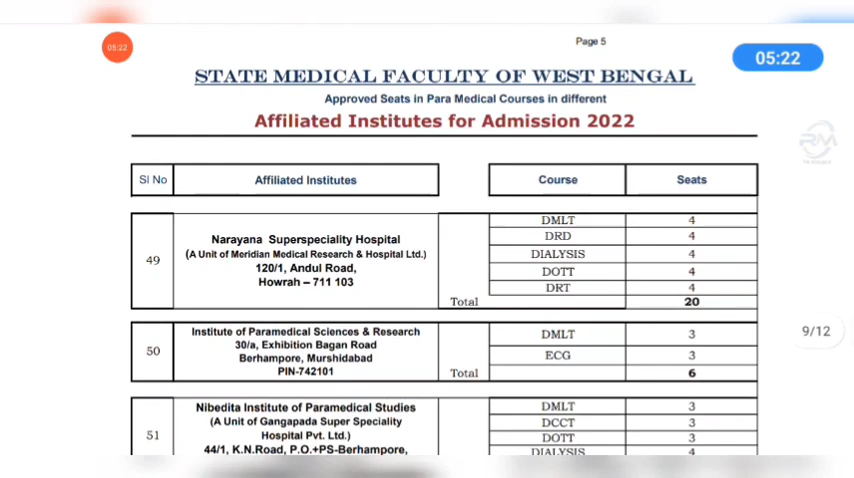 05:22
Page 5
05:22
STATE MEDICAL FACULTY OF WEST BENGAL
Approved Seats in Para Medical Courses in different
Affiliated Institutes for Admission 2022
RM
Sl No Affiliated Institutes Course Seats
49
Narayana Superspeciality Hospital
(A Unit of Meridian Medical Research & Hospital Ltd.)
120/1, Andul Road,
Howrah – 711 103
DMLT 4
DRD 4
DIALYSIS 4
DOTT 4
DRT 4
Total 20
9/12
50
Institute of Paramedical Sciences & Research
30/a, Exhibition Bagan Road
Berhampore, Murshidabad
PIN-742101
DMLT 3
ECG 3
Total 6
51
Nibedita Institute of Paramedical Studies
(A Unit of Gangapada Super Speciality
Hospital Pvt. Ltd.)
44/1, K.N.Road, P.O.+PS-Berhampore,
DMLT 3
DCCT 3
DOTT 3
DIALYSIS 4